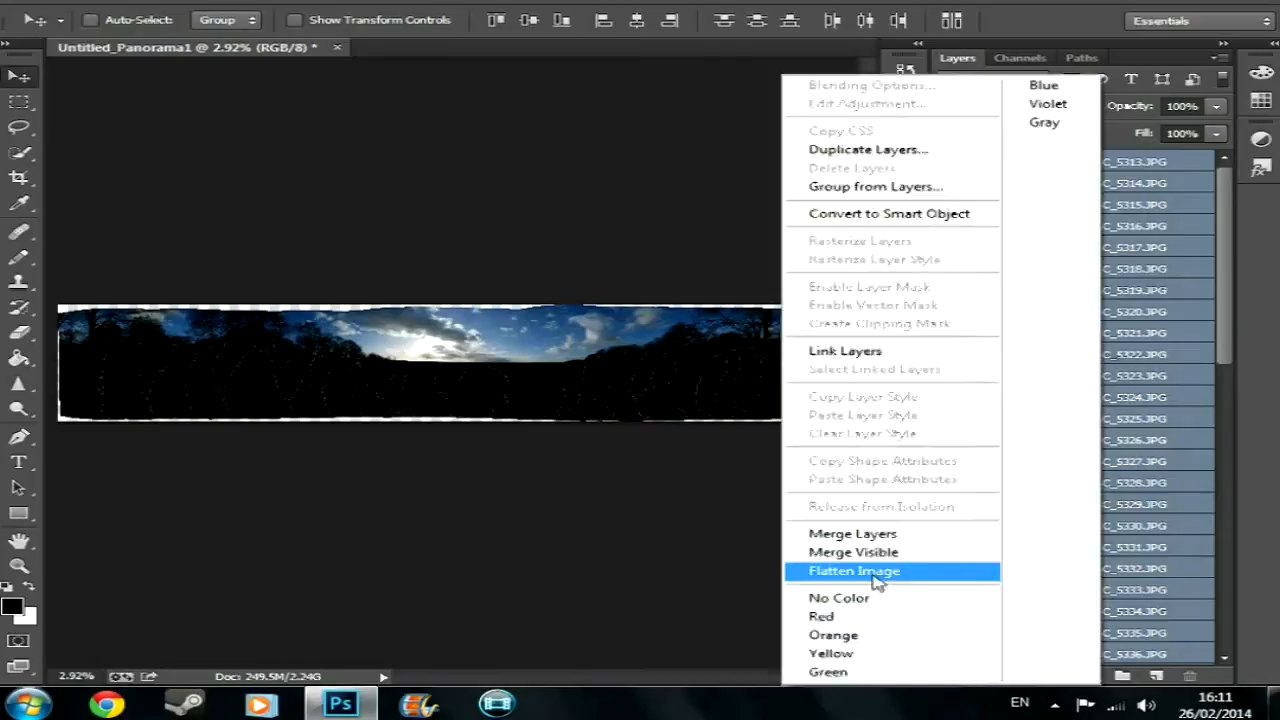 Auto-Select: Group Show Transform Controls Essentials
Untitled_Panorama1 @ 2.92% (RGB/8) * ×
Layers Channels Paths
Opacity: 100%
Fill: 100%
Blending Options...
Edit Adjustment...
Copy CSS
Duplicate Layers...
Delete Layers
Group from Layers...
Convert to Smart Object
Rasterize Layers
Rasterize Layer Style
Enable Layer Mask
Enable Vector Mask
Create Clipping Mask
Link Layers
Select Linked Layers
Copy Layer Style
Paste Layer Style
Clear Layer Style
Copy Shape Attributes
Paste Shape Attributes
Release from Isolation
Merge Layers
Merge Visible
Flatten Image
No Color
Red
Orange
Yellow
Green
Blue
Violet
Gray
C_5313.JPG
C_5314.JPG
C_5315.JPG
C_5316.JPG
C_5317.JPG
C_5318.JPG
C_5319.JPG
C_5320.JPG
C_5321.JPG
C_5322.JPG
C_5323.JPG
C_5324.JPG
C_5325.JPG
C_5326.JPG
C_5327.JPG
C_5328.JPG
C_5329.JPG
C_5330.JPG
C_5331.JPG
C_5332.JPG
C_5333.JPG
C_5334.JPG
C_5335.JPG
C_5336.JPG
2.92% Doc: 249.5M/2.24G
Ps
EN
16:11
26/02/2014